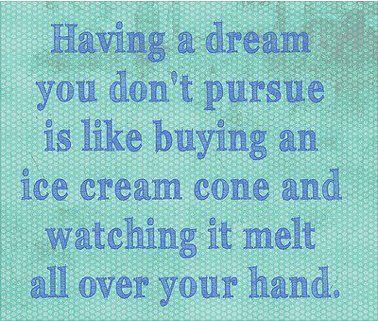 Having a dream
you don't pursue
is like buying an
ice cream cone and
watching it melt
all over your hand.